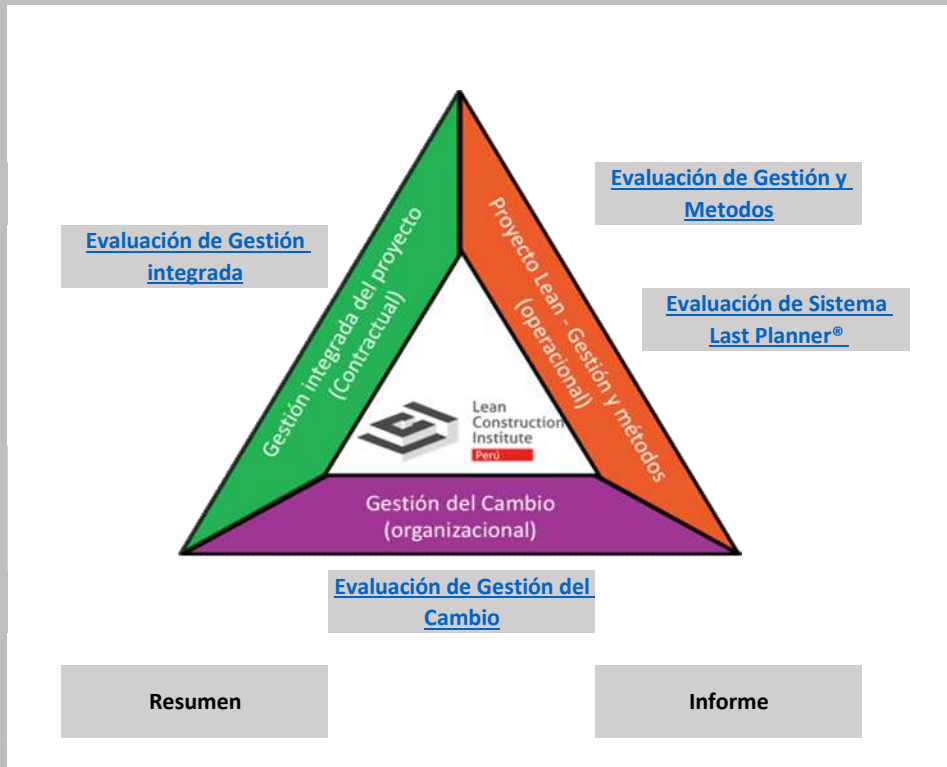 Evaluación de Gestión y
Metodos
Evaluación de Gestión
integrada
Evaluación de Sistema
Last Planner®
Gestión integrada del proyecto
(Contractual)
Proyecto Lean - Gestión y métodos
(operacional)
Lean
Construction
Institute
Perú
Gestión del Cambio
(organizacional)
Evaluación de Gestión del
Cambio
Resumen
Informe